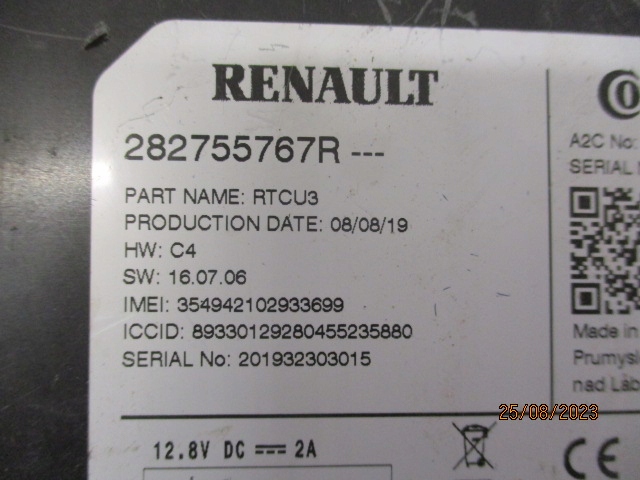 RENAULT
282755767R ---
PART NAME: RTCU3
PRODUCTION DATE: 08/08/19
HW: C4
SW: 16.07.06
IMEI: 354942102933699
ICCID: 89330129280455235880
SERIAL No: 201932303015
12.8V DC 2A
A2C No:
SERIAL
Made in
Prumysl
nad Lab
CE
25/08/2023